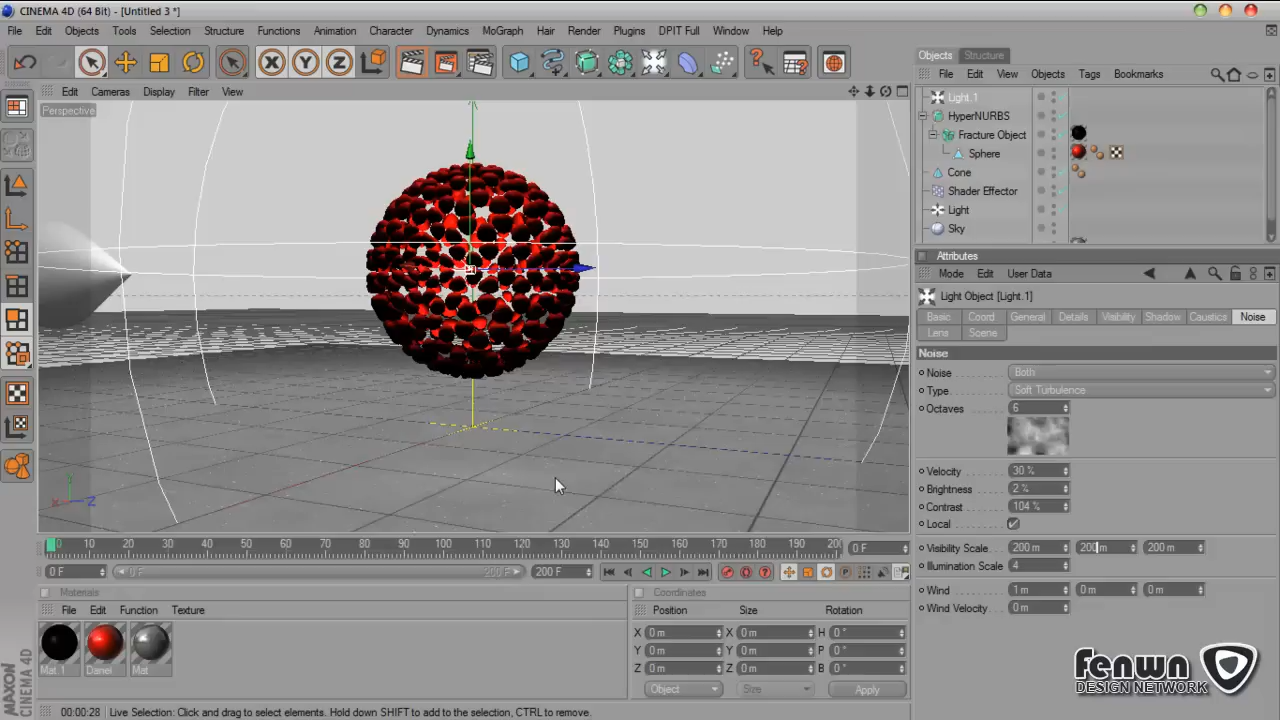 CINEMA 4D (64 Bit) - [Untitled 3 *]
File Edit Objects Tools Selection Structure Functions Animation Character Dynamics MoGraph Hair Render Plugins DPIT Full Window Help
Objects Structure
File Edit View Objects Tags Bookmarks
Edit Cameras Display Filter View
Perspective
Light.1
HyperNURBS
Fracture Object
Sphere
Cone
Shader Effector
Light
Sky
Attributes
Mode Edit User Data
Light Object [Light.1]
Basic Coord General Details Visibility Shadow Caustics Noise
Lens Scene
Noise
Noise Both
Type Soft Turbulence
Octaves 6
Velocity 30 %
Brightness 2 %
Contrast 104 %
Local
Visibility Scale 200 m 200 m 200 m
Illumination Scale 4
Wind 1 m 0 m 0 m
Wind Velocity 0 m
X Y Z
0 10 20 30 40 50 60 70 80 90 100 110 120 130 140 150 160 170 180 190 20 0 F
0 F 0 F 200 F 200 F
Materials
File Edit Function Texture
Mat.1 Daniel Mat
Coordinates
Position Size Rotation
X 0 m X 0 m H 0 °
Y 0 m Y 0 m P 0 °
Z 0 m Z 0 m B 0 °
Object Size Apply
MAXON
CINEMA 4D
fenwn
DESIGN NETWORK
00:00:28 Live Selection: Click and drag to select elements. Hold down SHIFT to add to the selection, CTRL to remove.